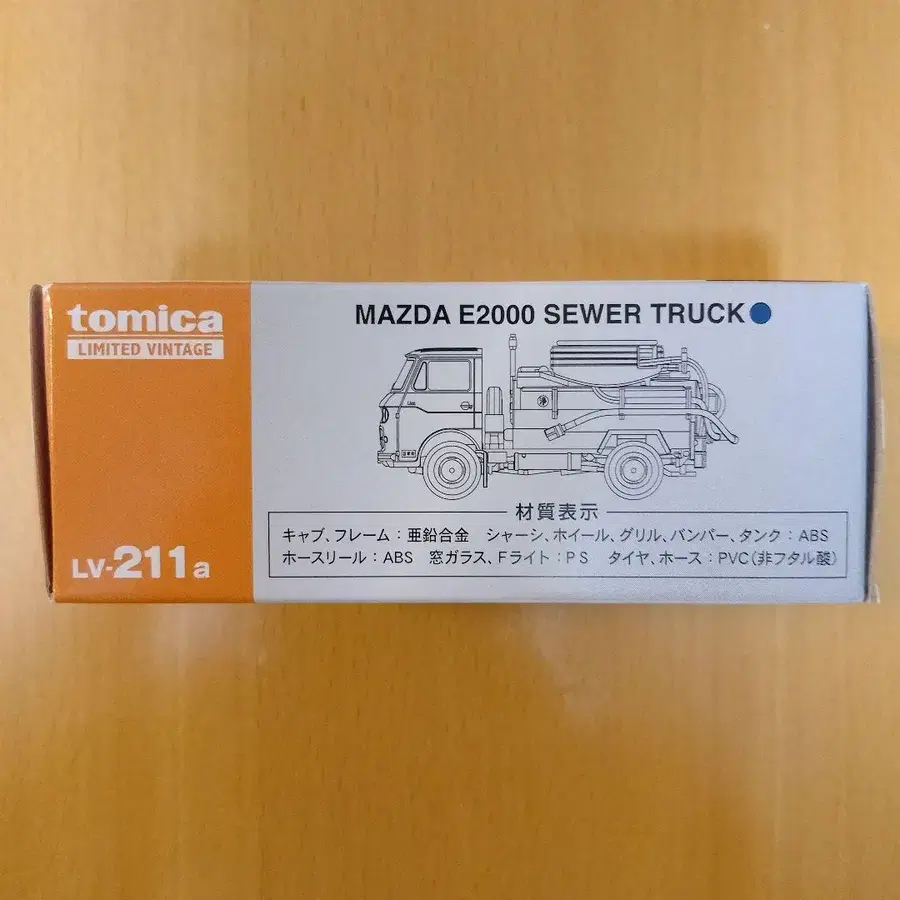 tomica
LIMITED VINTAGE
MAZDA E2000 SEWER TRUCK
材質表示
キャブ、フレーム：亜鉛合金　シャーシ、ホイール、グリル、バンパー、タンク：ABS
ホースリール：ABS　窓ガラス、Fライト：PS　タイヤ、ホース：PVC(非フタル酸)
LV-211a